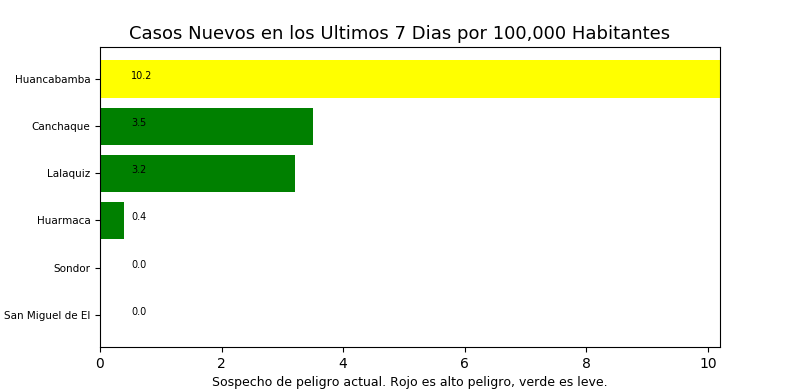 Casos Nuevos en los Ultimos 7 Dias por 100,000 Habitantes
Huancabamba 10.2
Canchaque 3.5
Lalaquiz 3.2
Huarmaca 0.4
Sondor 0.0
San Miguel de El 0.0
0 2 4 6 8 10
Sospecho de peligro actual. Rojo es alto peligro, verde es leve.